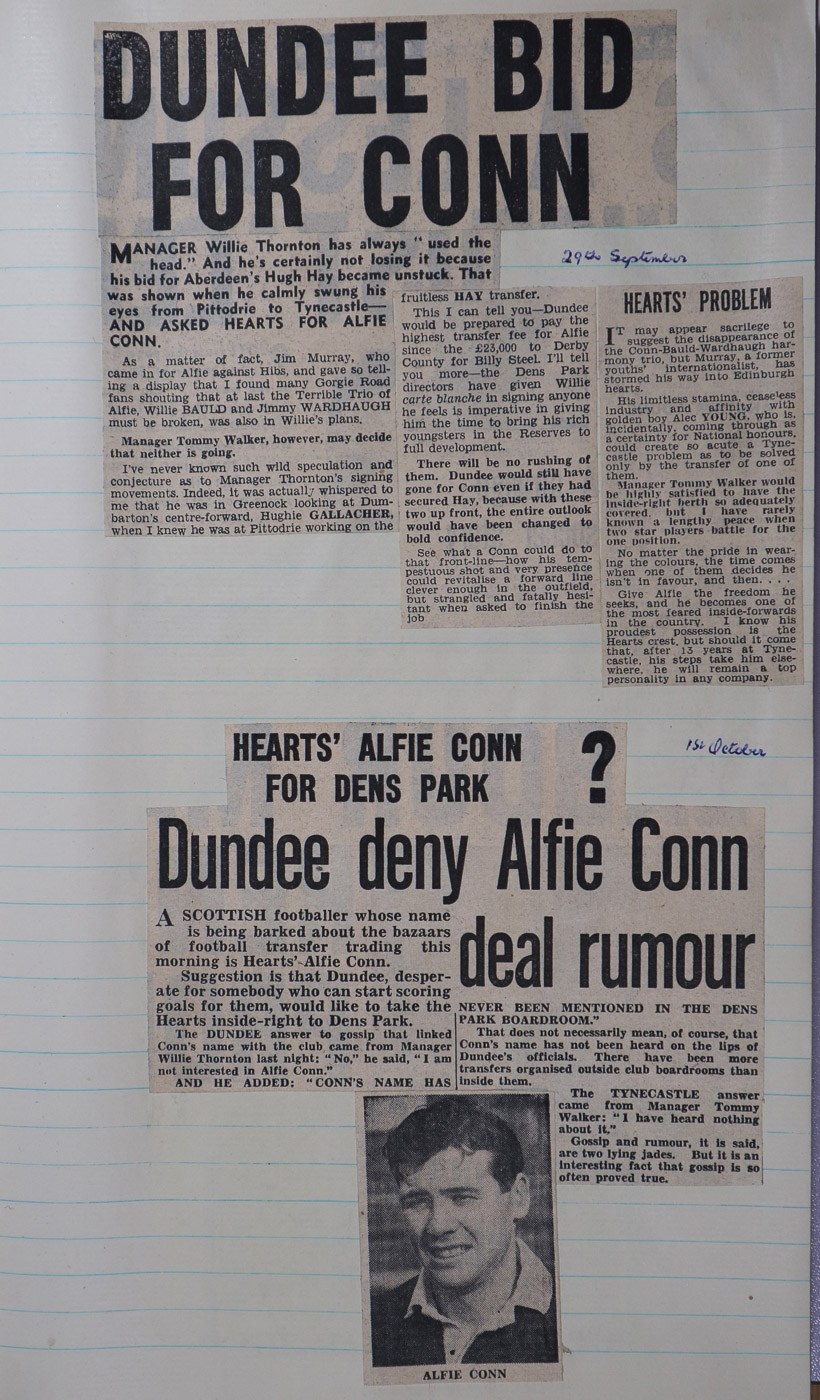 DUNDEE BID
FOR CONN
MANAGER Willie Thornton has always " used the
head." And he's certainly not losing it because
his bid for Aberdeen's Hugh Hay became unstuck. That
was shown when he calmly swung his
eyes from Pittodrie to Tynecastle—
AND ASKED HEARTS FOR ALFIE
CONN.
As a matter of fact, Jim Murray, who
came in for Alfie against Hibs, and gave so tell-
ing a display that I found many Gorgie Road
fans shouting that at last the Terrible Trio of
Alfie, Willie BAULD and Jimmy WARDHAUGH
must be broken, was also in Willie's plans.
Manager Tommy Walker, however, may decide
that neither is going.
I've never known such wild speculation and
conjecture as to Manager Thornton's signing
movements. Indeed, it was actually whispered to
me that he was in Greenock looking at Dum-
barton's centre-forward, Hughie GALLACHER,
when I knew he was at Pittodrie working on the
fruitless HAY transfer.
This I can tell you—Dundee
would be prepared to pay the
highest transfer fee for Alfie
since the £23,000 to Derby
County for Billy Steel. I'll tell
you more—the Dens Park
directors have given Willie
carte blanche in signing anyone
he feels is imperative in giving
him the time to bring his rich
youngsters in the Reserves to
full development.
There will be no rushing of
them. Dundee would still have
gone for Conn even if they had
secured Hay, because with these
two up front, the entire outlook
would have been changed to
bold confidence.
See what a Conn could do to
that front-line—how his tem-
pestuous shot and very presence
could revitalise a forward line
clever enough in the outfield,
but strangled and fatally hesi-
tant when asked to finish the
job
29th September
HEARTS' PROBLEM
IT may appear sacrilege to
suggest the disappearance of
the Conn-Bauld-Wardhaugh har-
mony trio, but Murray, a former
youths' internationalist, has
stormed his way into Edinburgh
hearts.
His limitless stamina, ceaseless
industry and affinity with
golden boy Alec YOUNG, who is,
incidentally, coming through as
a certainty for National honours,
could create so acute a Tyne-
castle problem as to be solved
only by the transfer of one of
them.
Manager Tommy Walker would
be highly satisfied to have the
inside-right berth so adequately
covered, but I have rarely
known a lengthy peace when
two star players battle for the
one position.
No matter the pride in wear-
ing the colours, the time comes
when one of them decides he
isn't in favour, and then. . . .
Give Alfie the freedom he
seeks, and he becomes one of
the most feared inside-forwards
in the country. I know his
proudest possession is the
Hearts crest, but should it come
that, after 13 years at Tyne-
castle, his steps take him else-
where, he will remain a top
personality in any company.
HEARTS' ALFIE CONN
FOR DENS PARK ?
1st October
Dundee deny Alfie Conn
deal rumour
A SCOTTISH footballer whose name
is being barked about the bazaars
of football transfer trading this
morning is Hearts' Alfie Conn.
Suggestion is that Dundee, desper-
ate for somebody who can start scoring
goals for them, would like to take the
Hearts inside-right to Dens Park.
The DUNDEE answer to gossip that linked
Conn's name with the club came from Manager
Willie Thornton last night: "No," he said, "I am
not interested in Alfie Conn."
AND HE ADDED: "CONN'S NAME HAS
NEVER BEEN MENTIONED IN THE DENS
PARK BOARDROOM."
That does not necessarily mean, of course, that
Conn's name has not been heard on the lips of
Dundee's officials. There have been more
transfers organised outside club boardrooms than
inside them.
The TYNECASTLE answer
came from Manager Tommy
Walker: "I have heard nothing
about it."
Gossip and rumour, it is said,
are two lying jades. But it is an
interesting fact that gossip is so
often proved true.
ALFIE CONN